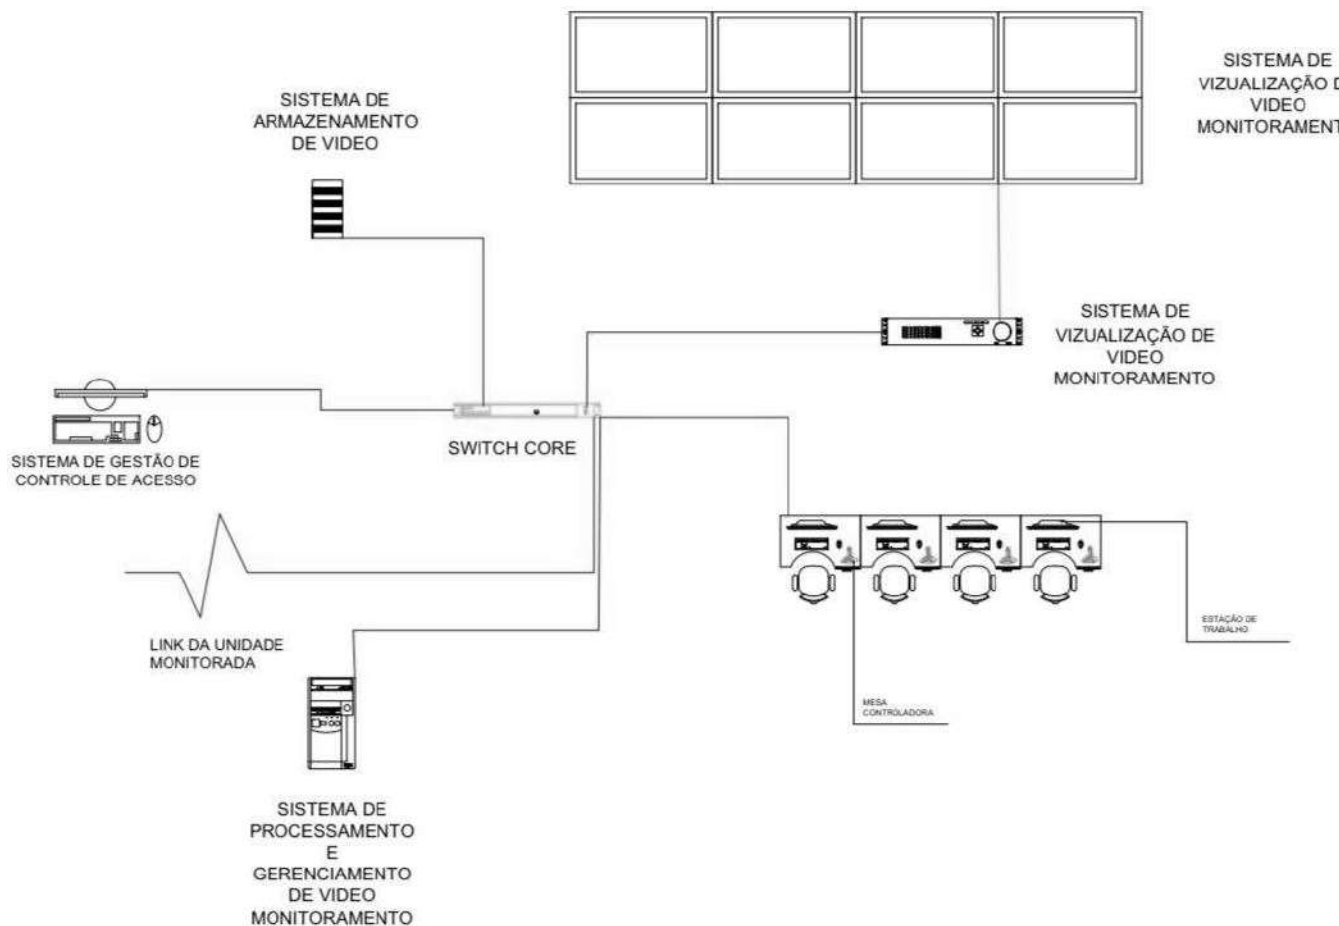 SISTEMA DE
VIZUALIZAÇÃO D
VIDEO
MONITORAMENT
SISTEMA DE
ARMAZENAMENTO
DE VIDEO
SISTEMA DE
VIZUALIZAÇÃO DE
VIDEO
MONITORAMENTO
SWITCH CORE
SISTEMA DE GESTÃO DE
CONTROLE DE ACESSO
LINK DA UNIDADE
MONITORADA
ESTAÇÃO DE
TRABALHO
MESA
CONTROLADORA
SISTEMA DE
PROCESSAMENTO
E
GERENCIAMENTO
DE VIDEO
MONITORAMENTO